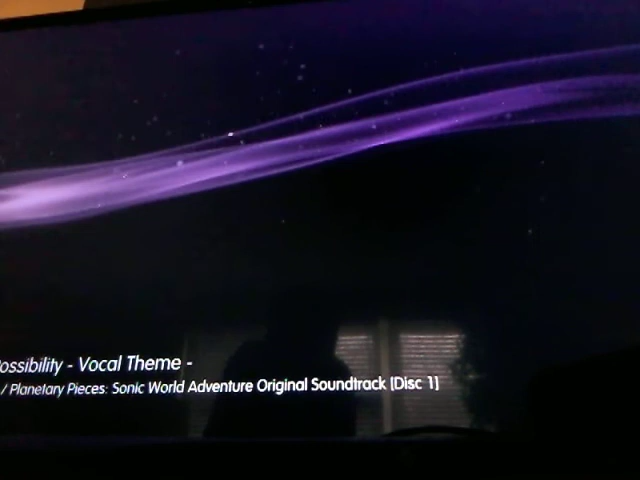 ossibility - Vocal Theme -
/ Planetary Pieces: Sonic World Adventure Original Soundtrack [Disc 1]